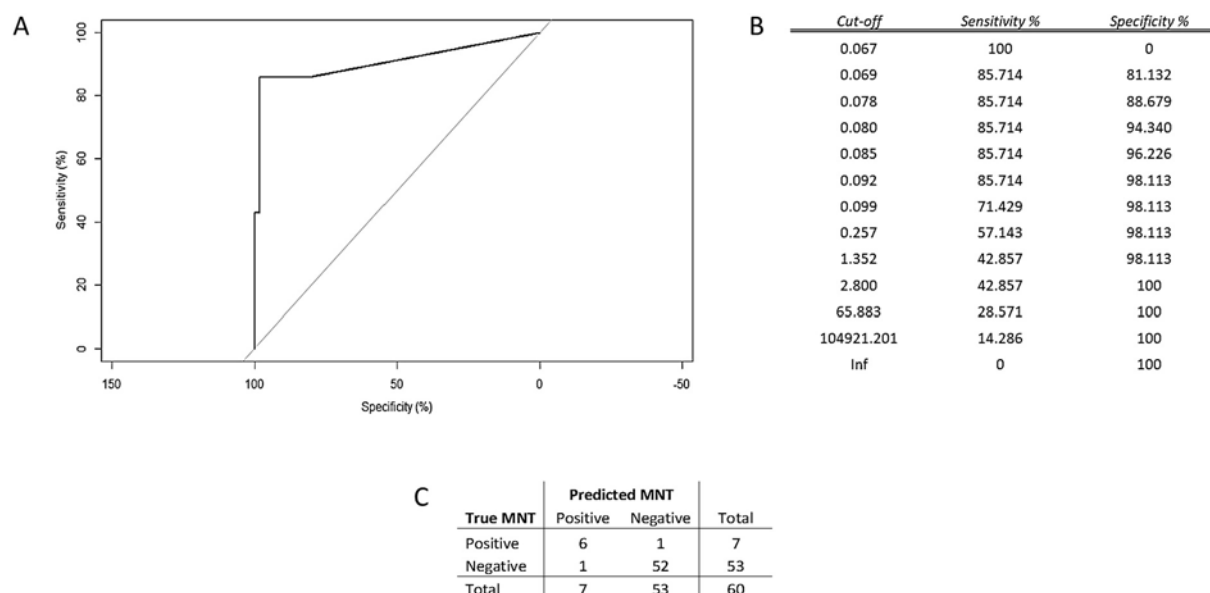 A
100
80
60
40
20
0
Sensitivity (%)
150 100 50 0 -50
Specificity (%)
B
Cut-off Sensitivity % Specificity %
0.067 100 0
0.069 85.714 81.132
0.078 85.714 88.679
0.080 85.714 94.340
0.085 85.714 96.226
0.092 85.714 98.113
0.099 71.429 98.113
0.257 57.143 98.113
1.352 42.857 98.113
2.800 42.857 100
65.883 28.571 100
104921.201 14.286 100
Inf 0 100
C
Predicted MNT
True MNT Positive Negative Total
Positive 6 1 7
Negative 1 52 53
Total 7 53 60